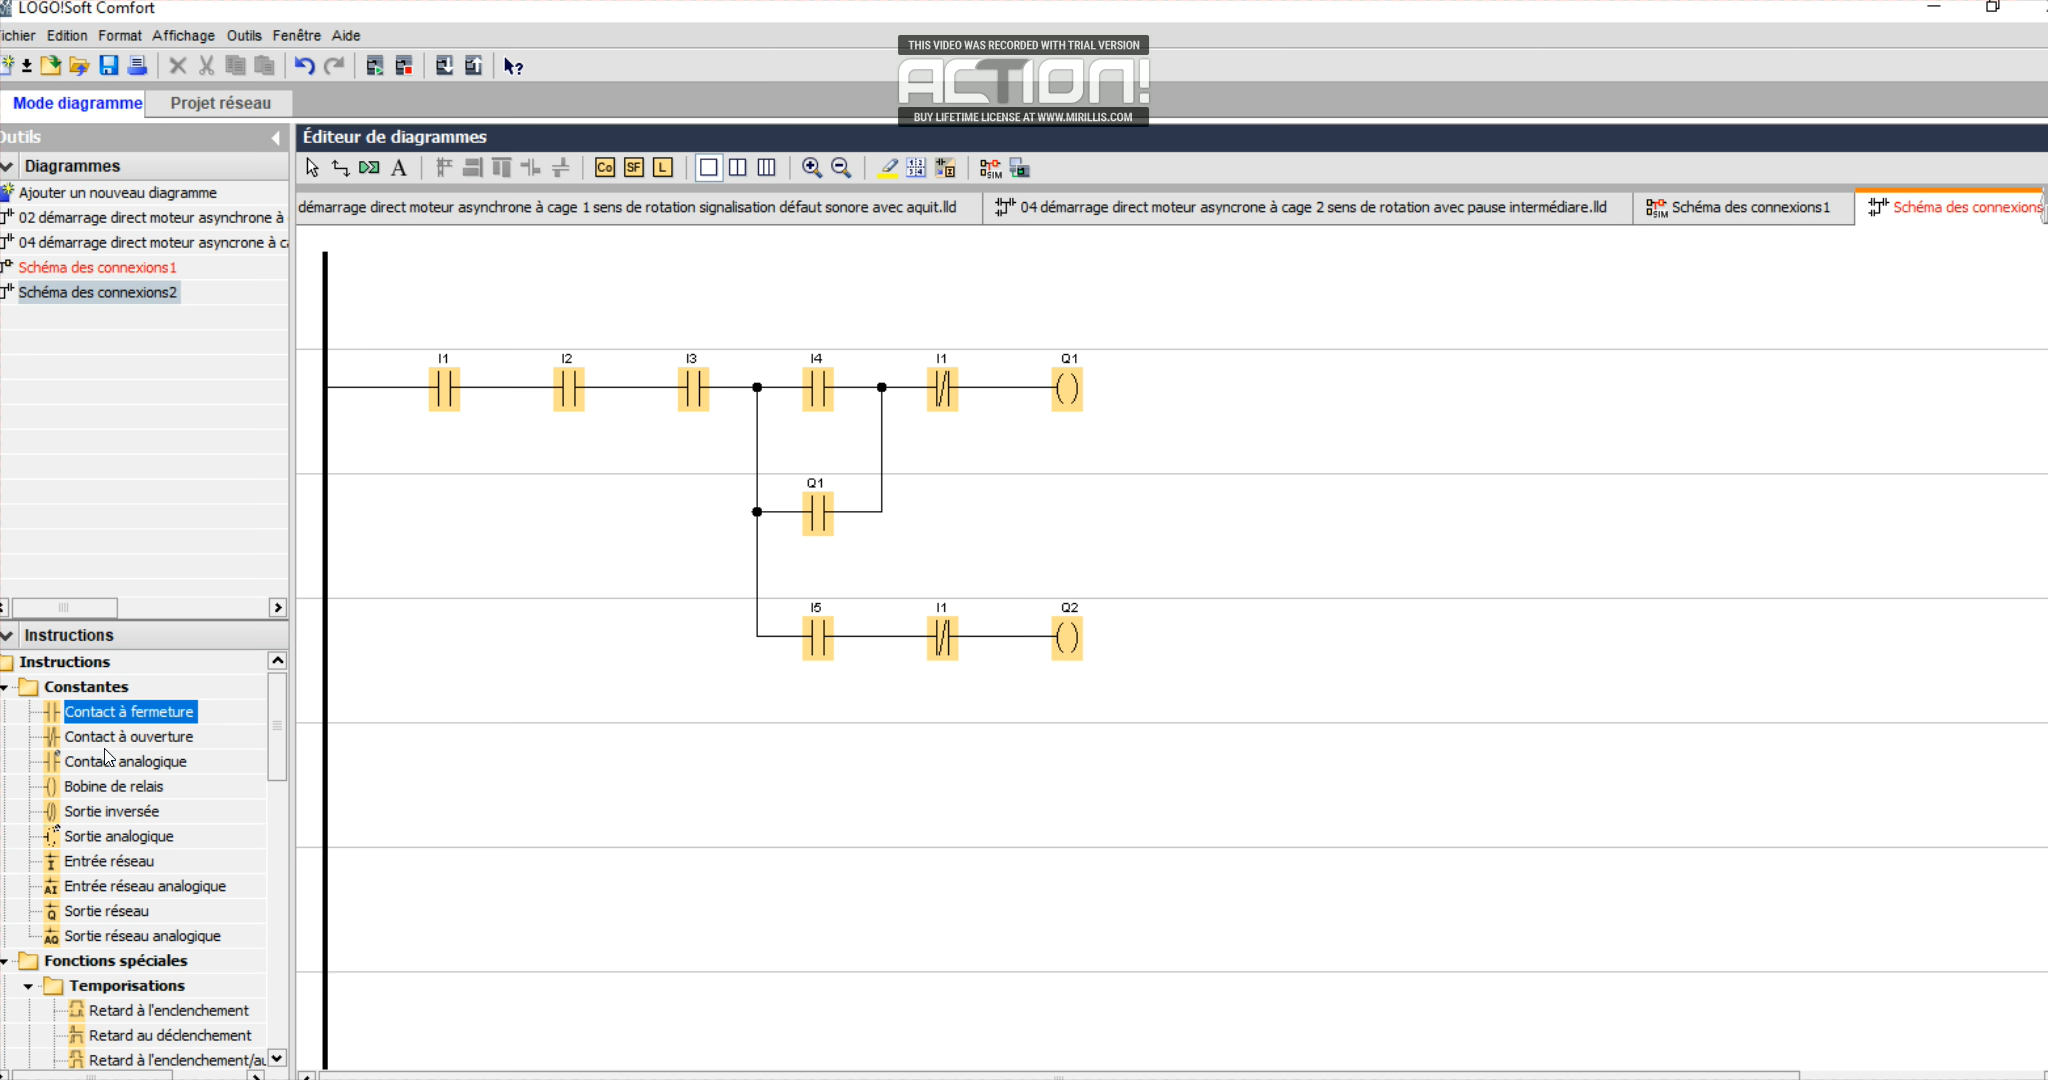 LOGO!Soft Comfort
ichier Edition Format Affichage Outils Fenêtre Aide
THIS VIDEO WAS RECORDED WITH TRIAL VERSION
ACTION!
BUY LIFETIME LICENSE AT WWW.MIRILLIS.COM
Mode diagramme Projet réseau
Outils
Éditeur de diagrammes
Diagrammes
A Co SF L
Ajouter un nouveau diagramme
démarrage direct moteur asynchrone à cage 1 sens de rotation signalisation défaut sonore avec aquit.lld
04 démarrage direct moteur asyncrone à cage 2 sens de rotation avec pause intermédiare.lld
Schéma des connexions1
Schéma des connexions
02 démarrage direct moteur asynchrone à
04 démarrage direct moteur asyncrone à ca
Schéma des connexions1
Schéma des connexions2
I1 I2 I3 I4 I1 Q1
Q1
I5 I1 Q2
Instructions
Instructions
Constantes
Contact à fermeture
Contact à ouverture
Contact analogique
Bobine de relais
Sortie inversée
Sortie analogique
Entrée réseau
Entrée réseau analogique
Sortie réseau
Sortie réseau analogique
Fonctions spéciales
Temporisations
Retard à l'enclenchement
Retard au déclenchement
Retard à l'enclenchement/au